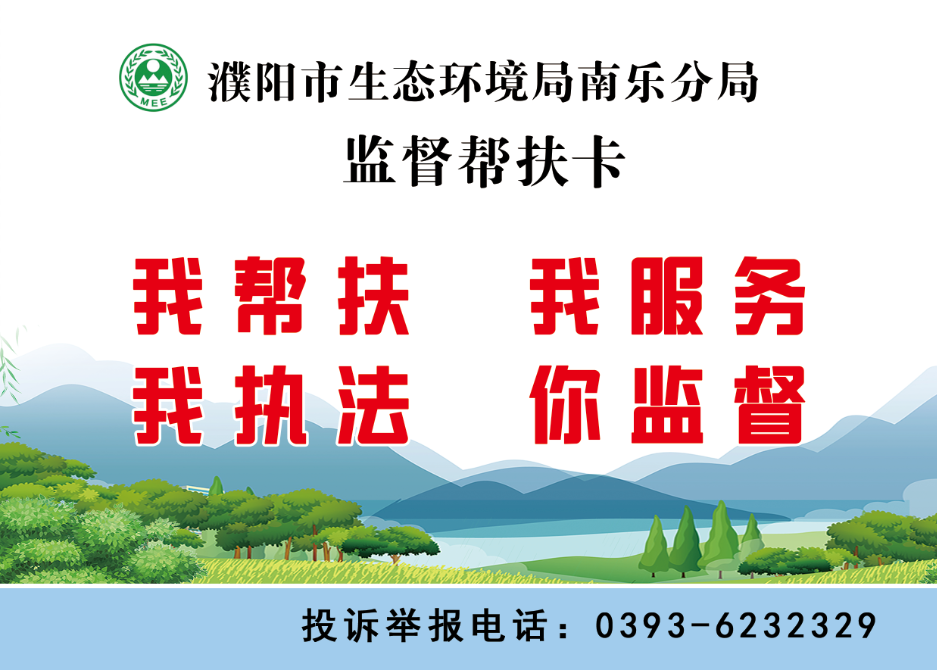 MEE
濮阳市生态环境局南乐分局
监督帮扶卡
我帮扶 我服务
我执法 你监督
投诉举报电话：0393-6232329